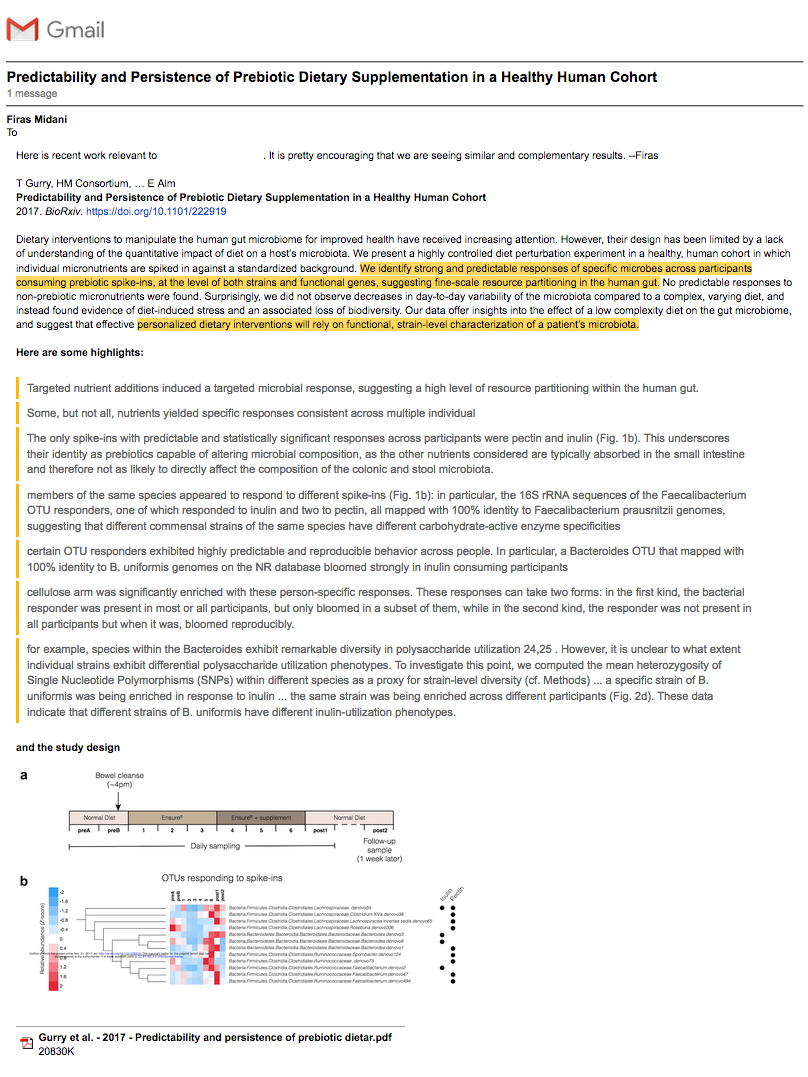 Gmail
Predictability and Persistence of Prebiotic Dietary Supplementation in a Healthy Human Cohort
1 message
Firas Midani
To
Here is recent work relevant to . It is pretty encouraging that we are seeing similar and complementary results. --Firas
T Gurry, HM Consortium, … E Alm
Predictability and Persistence of Prebiotic Dietary Supplementation in a Healthy Human Cohort
2017. BioRxiv. https://doi.org/10.1101/222919
Dietary interventions to manipulate the human gut microbiome for improved health have received increasing attention. However, their design has been limited by a lack
of understanding of the quantitative impact of diet on a host's microbiota. We present a highly controlled diet perturbation experiment in a healthy, human cohort in which
individual micronutrients are spiked in against a standardized background. We identify strong and predictable responses of specific microbes across participants
consuming prebiotic spike-ins, at the level of both strains and functional genes, suggesting fine-scale resource partitioning in the human gut. No predictable responses to
non-prebiotic micronutrients were found. Surprisingly, we did not observe decreases in day-to-day variability of the microbiota compared to a complex, varying diet, and
instead found evidence of diet-induced stress and an associated loss of biodiversity. Our data offer insights into the effect of a low complexity diet on the gut microbiome,
and suggest that effective personalized dietary interventions will rely on functional, strain-level characterization of a patient's microbiota.
Here are some highlights:
Targeted nutrient additions induced a targeted microbial response, suggesting a high level of resource partitioning within the human gut.
Some, but not all, nutrients yielded specific responses consistent across multiple individual
The only spike-ins with predictable and statistically significant responses across participants were pectin and inulin (Fig. 1b). This underscores
their identity as prebiotics capable of altering microbial composition, as the other nutrients considered are typically absorbed in the small intestine
and therefore not as likely to directly affect the composition of the colonic and stool microbiota.
members of the same species appeared to respond to different spike-ins (Fig. 1b): in particular, the 16S rRNA sequences of the Faecalibacterium
OTU responders, one of which responded to inulin and two to pectin, all mapped with 100% identity to Faecalibacterium prausnitzii genomes,
suggesting that different commensal strains of the same species have different carbohydrate-active enzyme specificities
certain OTU responders exhibited highly predictable and reproducible behavior across people. In particular, a Bacteroides OTU that mapped with
100% identity to B. uniformis genomes on the NR database bloomed strongly in inulin consuming participants
cellulose arm was significantly enriched with these person-specific responses. These responses can take two forms: in the first kind, the bacterial
responder was present in most or all participants, but only bloomed in a subset of them, while in the second kind, the responder was not present in
all participants but when it was, bloomed reproducibly.
for example, species within the Bacteroides exhibit remarkable diversity in polysaccharide utilization 24,25 . However, it is unclear to what extent
individual strains exhibit differential polysaccharide utilization phenotypes. To investigate this point, we computed the mean heterozygosity of
Single Nucleotide Polymorphisms (SNPs) within different species as a proxy for strain-level diversity (cf. Methods) ... a specific strain of B.
uniformis was being enriched in response to inulin ... the same strain was being enriched across different participants (Fig. 2d). These data
indicate that different strains of B. uniformis have different inulin-utilization phenotypes.
and the study design
a
Bowel cleanse
(~4pm)
Normal Diet Ensure® Ensure® + supplement Normal Diet
preA preB 1 2 3 4 5 6 post1 post2
Daily sampling
Follow-up
sample
(1 week later)
b
OTUs responding to spike-ins
Inulin
Pectin
preA preB 1 2 3 4 5 6 post1 post2
Relative abundance (Z-score)
-2
-1.6
-1.2
-0.8
-0.4
0
0.4
0.8
1.2
1.6
2
Bacteria.Firmicutes.Clostridia.Clostridiales.Lachnospiraceae..denovo59
Bacteria.Firmicutes.Clostridia.Clostridiales.Lachnospiraceae.Clostridium XlVa.denovo38
Bacteria.Firmicutes.Clostridia.Clostridiales.Lachnospiracea incertae sedis.denovo65
Bacteria.Firmicutes.Clostridia.Clostridiales.Lachnospiraceae.Roseburia.denovo336
Bacteria.Bacteroidetes.Bacteroidia.Bacteroidales.Bacteroidaceae.Bacteroides.denovo3
Bacteria.Bacteroidetes.Bacteroidia.Bacteroidales.Bacteroidaceae.Bacteroides.denovo8
Bacteria.Bacteroidetes.Bacteroidia.Bacteroidales.Bacteroidaceae.Bacteroides.denovo1
Bacteria.Firmicutes.Clostridia.Clostridiales.Ruminococcaceae.Sporobacter.denovo124
Bacteria.Firmicutes.Clostridia.Clostridiales.Ruminococcaceae..denovo73
Bacteria.Firmicutes.Clostridia.Clostridiales.Ruminococcaceae.Faecalibacterium.denovo2
Bacteria.Firmicutes.Clostridia.Clostridiales.Ruminococcaceae.Faecalibacterium.denovo47
Bacteria.Firmicutes.Clostridia.Clostridiales.Ruminococcaceae.Faecalibacterium.denovo494
Gurry et al. - 2017 - Predictability and persistence of prebiotic dietar.pdf
20830K